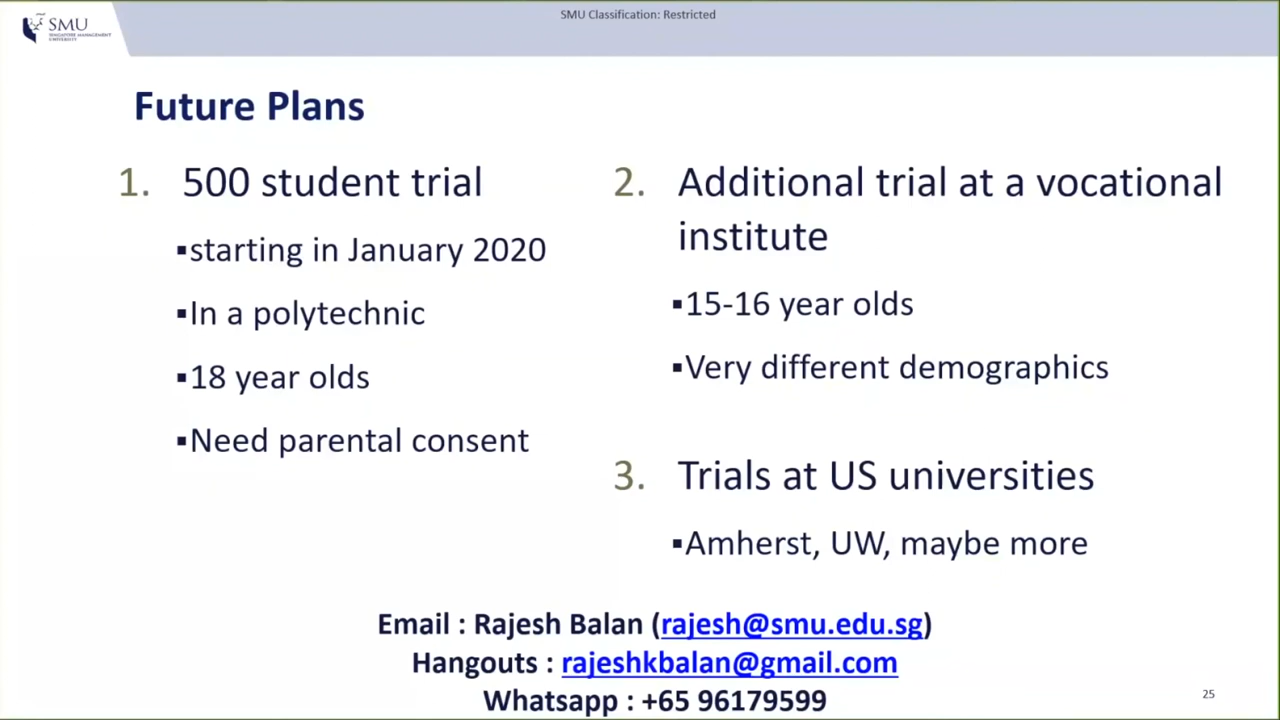 SMU Classification: Restricted
SMU
SINGAPORE MANAGEMENT
UNIVERSITY
Future Plans
1. 500 student trial
▪starting in January 2020
▪In a polytechnic
▪18 year olds
▪Need parental consent
2. Additional trial at a vocational
institute
▪15-16 year olds
▪Very different demographics
3. Trials at US universities
▪Amherst, UW, maybe more
Email : Rajesh Balan (rajesh@smu.edu.sg)
Hangouts : rajeshkbalan@gmail.com
Whatsapp : +65 96179599
25